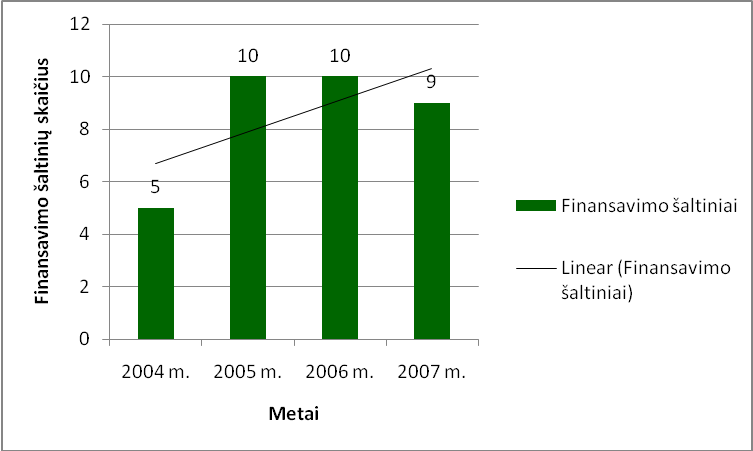 Finansavimo šaltinių skaičius
12
10
8
6
4
2
0
5
10
10
9
2004 m.
2005 m.
2006 m.
2007 m.
Metai
Finansavimo šaltiniai
Linear (Finansavimo
šaltiniai)